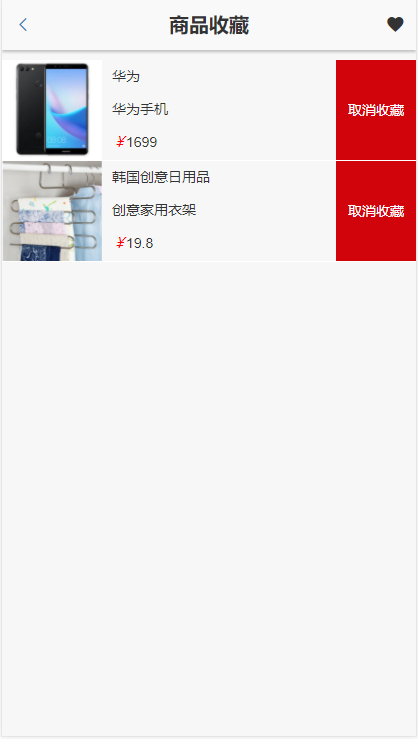 商品收藏
华为
华为手机
￥1699
取消收藏
韩国创意日用品
创意家用衣架
￥19.8
取消收藏